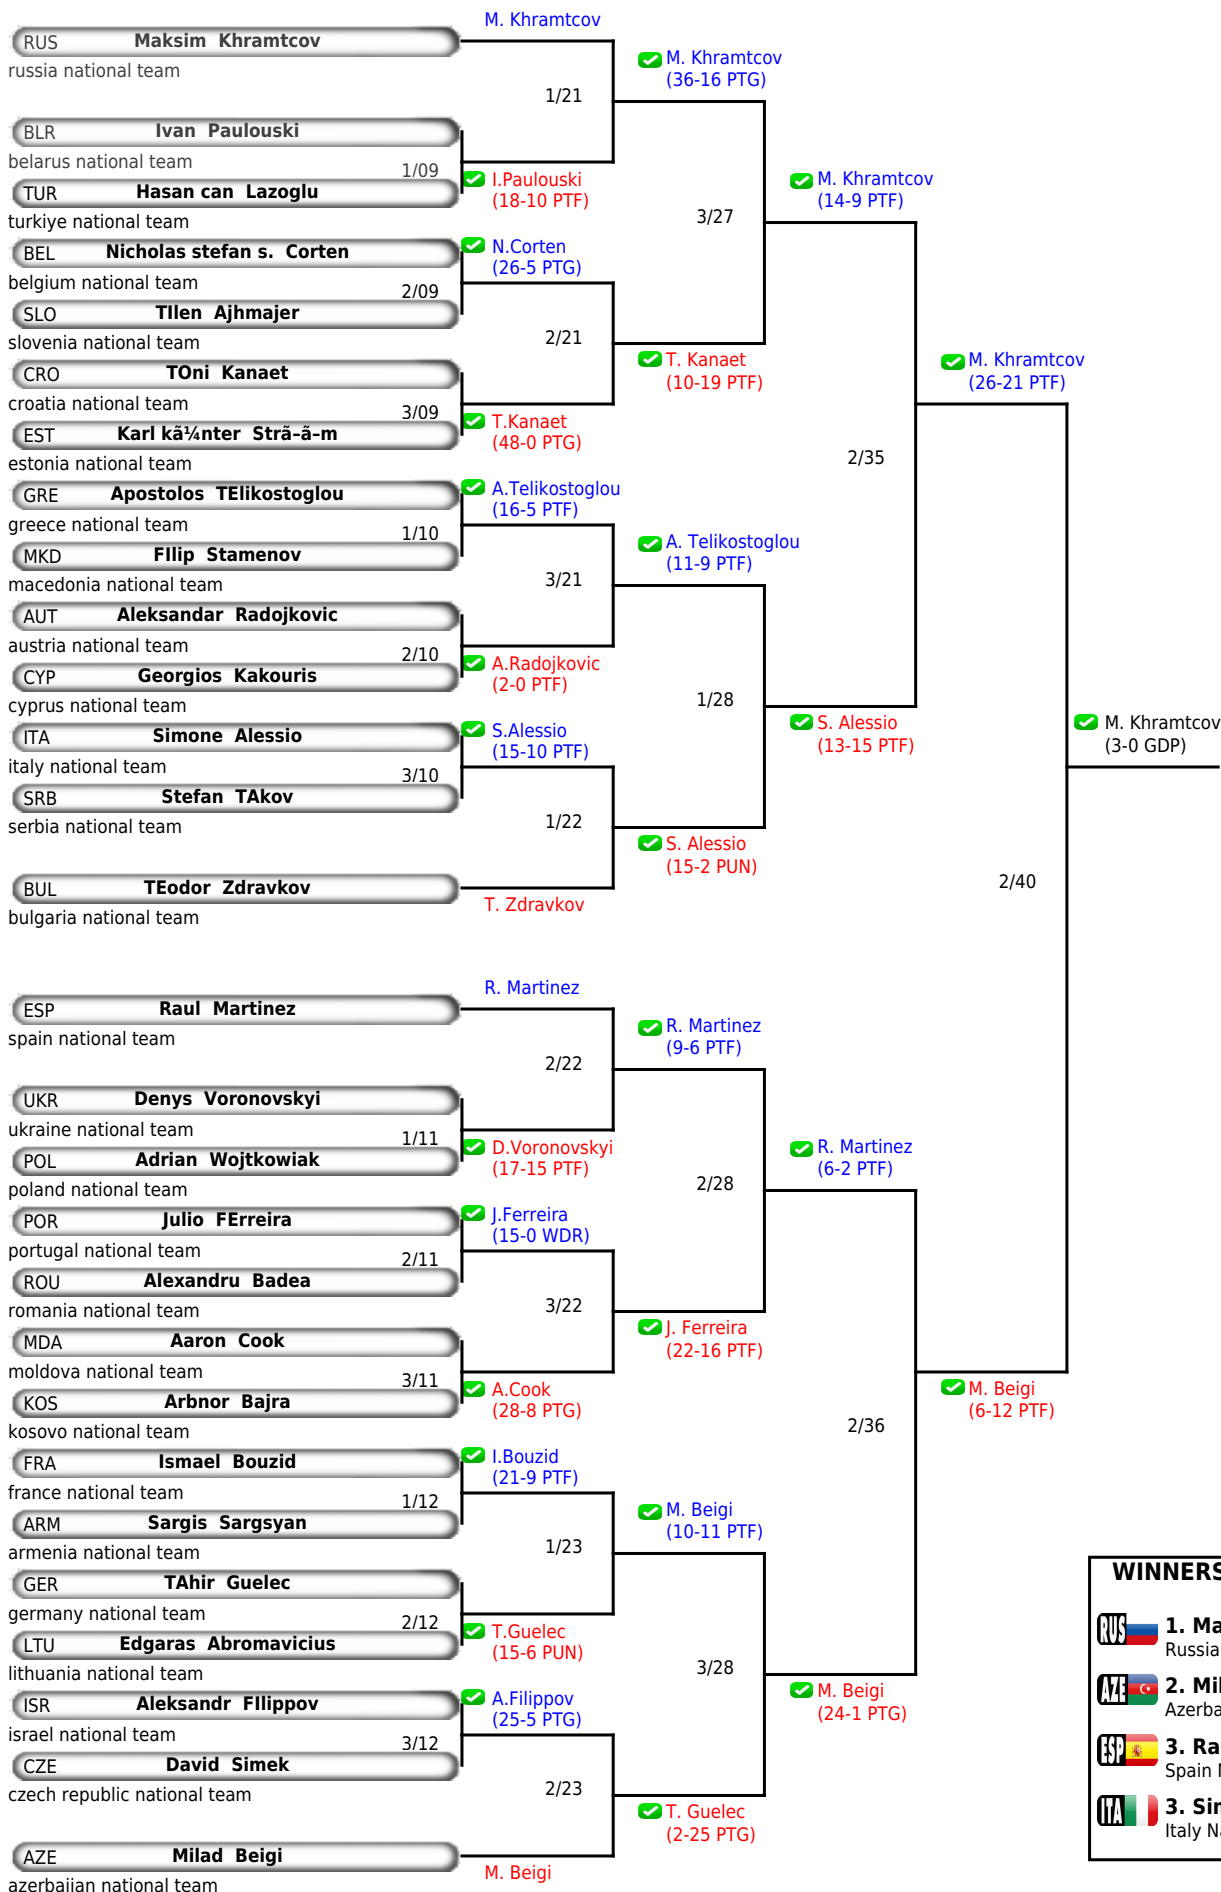 M. Khramtcov
RUS Maksim Khramtcov
russia national team
M. Khramtcov
(36-16 PTG)
1/21
BLR Ivan Paulouski
belarus national team
1/09
I.Paulouski
(18-10 PTF)
TUR Hasan can Lazoglu
turkiye national team
M. Khramtcov
(14-9 PTF)
3/27
BEL Nicholas stefan s. Corten
belgium national team
N.Corten
(26-5 PTG)
2/09
SLO TIlen Ajhmajer
slovenia national team
2/21
T. Kanaet
(10-19 PTF)
M. Khramtcov
(26-21 PTF)
CRO TOni Kanaet
croatia national team
3/09
T.Kanaet
(48-0 PTG)
EST Karl kã¼nter Strã-ã-m
estonia national team
2/35
GRE Apostolos TElikostoglou
greece national team
A.Telikostoglou
(16-5 PTF)
1/10
MKD FIlip Stamenov
macedonia national team
A. Telikostoglou
(11-9 PTF)
3/21
AUT Aleksandar Radojkovic
austria national team
2/10
A.Radojkovic
(2-0 PTF)
CYP Georgios Kakouris
cyprus national team
1/28
S. Alessio
(13-15 PTF)
M. Khramtcov
(3-0 GDP)
ITA Simone Alessio
italy national team
S.Alessio
(15-10 PTF)
3/10
SRB Stefan TAkov
serbia national team
1/22
S. Alessio
(15-2 PUN)
BUL TEodor Zdravkov
bulgaria national team
T. Zdravkov
2/40
R. Martinez
ESP Raul Martinez
spain national team
R. Martinez
(9-6 PTF)
2/22
UKR Denys Voronovskyi
ukraine national team
1/11
D.Voronovskyi
(17-15 PTF)
POL Adrian Wojtkowiak
poland national team
R. Martinez
(6-2 PTF)
2/28
POR Julio FErreira
portugal national team
J.Ferreira
(15-0 WDR)
2/11
ROU Alexandru Badea
romania national team
3/22
J. Ferreira
(22-16 PTF)
MDA Aaron Cook
moldova national team
3/11
A.Cook
(28-8 PTG)
KOS Arbnor Bajra
kosovo national team
M. Beigi
(6-12 PTF)
2/36
FRA Ismael Bouzid
france national team
I.Bouzid
(21-9 PTF)
1/12
ARM Sargis Sargsyan
armenia national team
M. Beigi
(10-11 PTF)
1/23
GER TAhir Guelec
germany national team
2/12
T.Guelec
(15-6 PUN)
LTU Edgaras Abromavicius
lithuania national team
3/28
M. Beigi
(24-1 PTG)
ISR Aleksandr FIlippov
israel national team
A.Filippov
(25-5 PTG)
3/12
CZE David Simek
czech republic national team
2/23
T. Guelec
(2-25 PTG)
AZE Milad Beigi
azerbaijan national team
M. Beigi
WINNERS
RUS 1. Ma
Russia
AZE 2. Mil
Azerba
ESP 3. Ra
Spain N
ITA 3. Sin
Italy Na